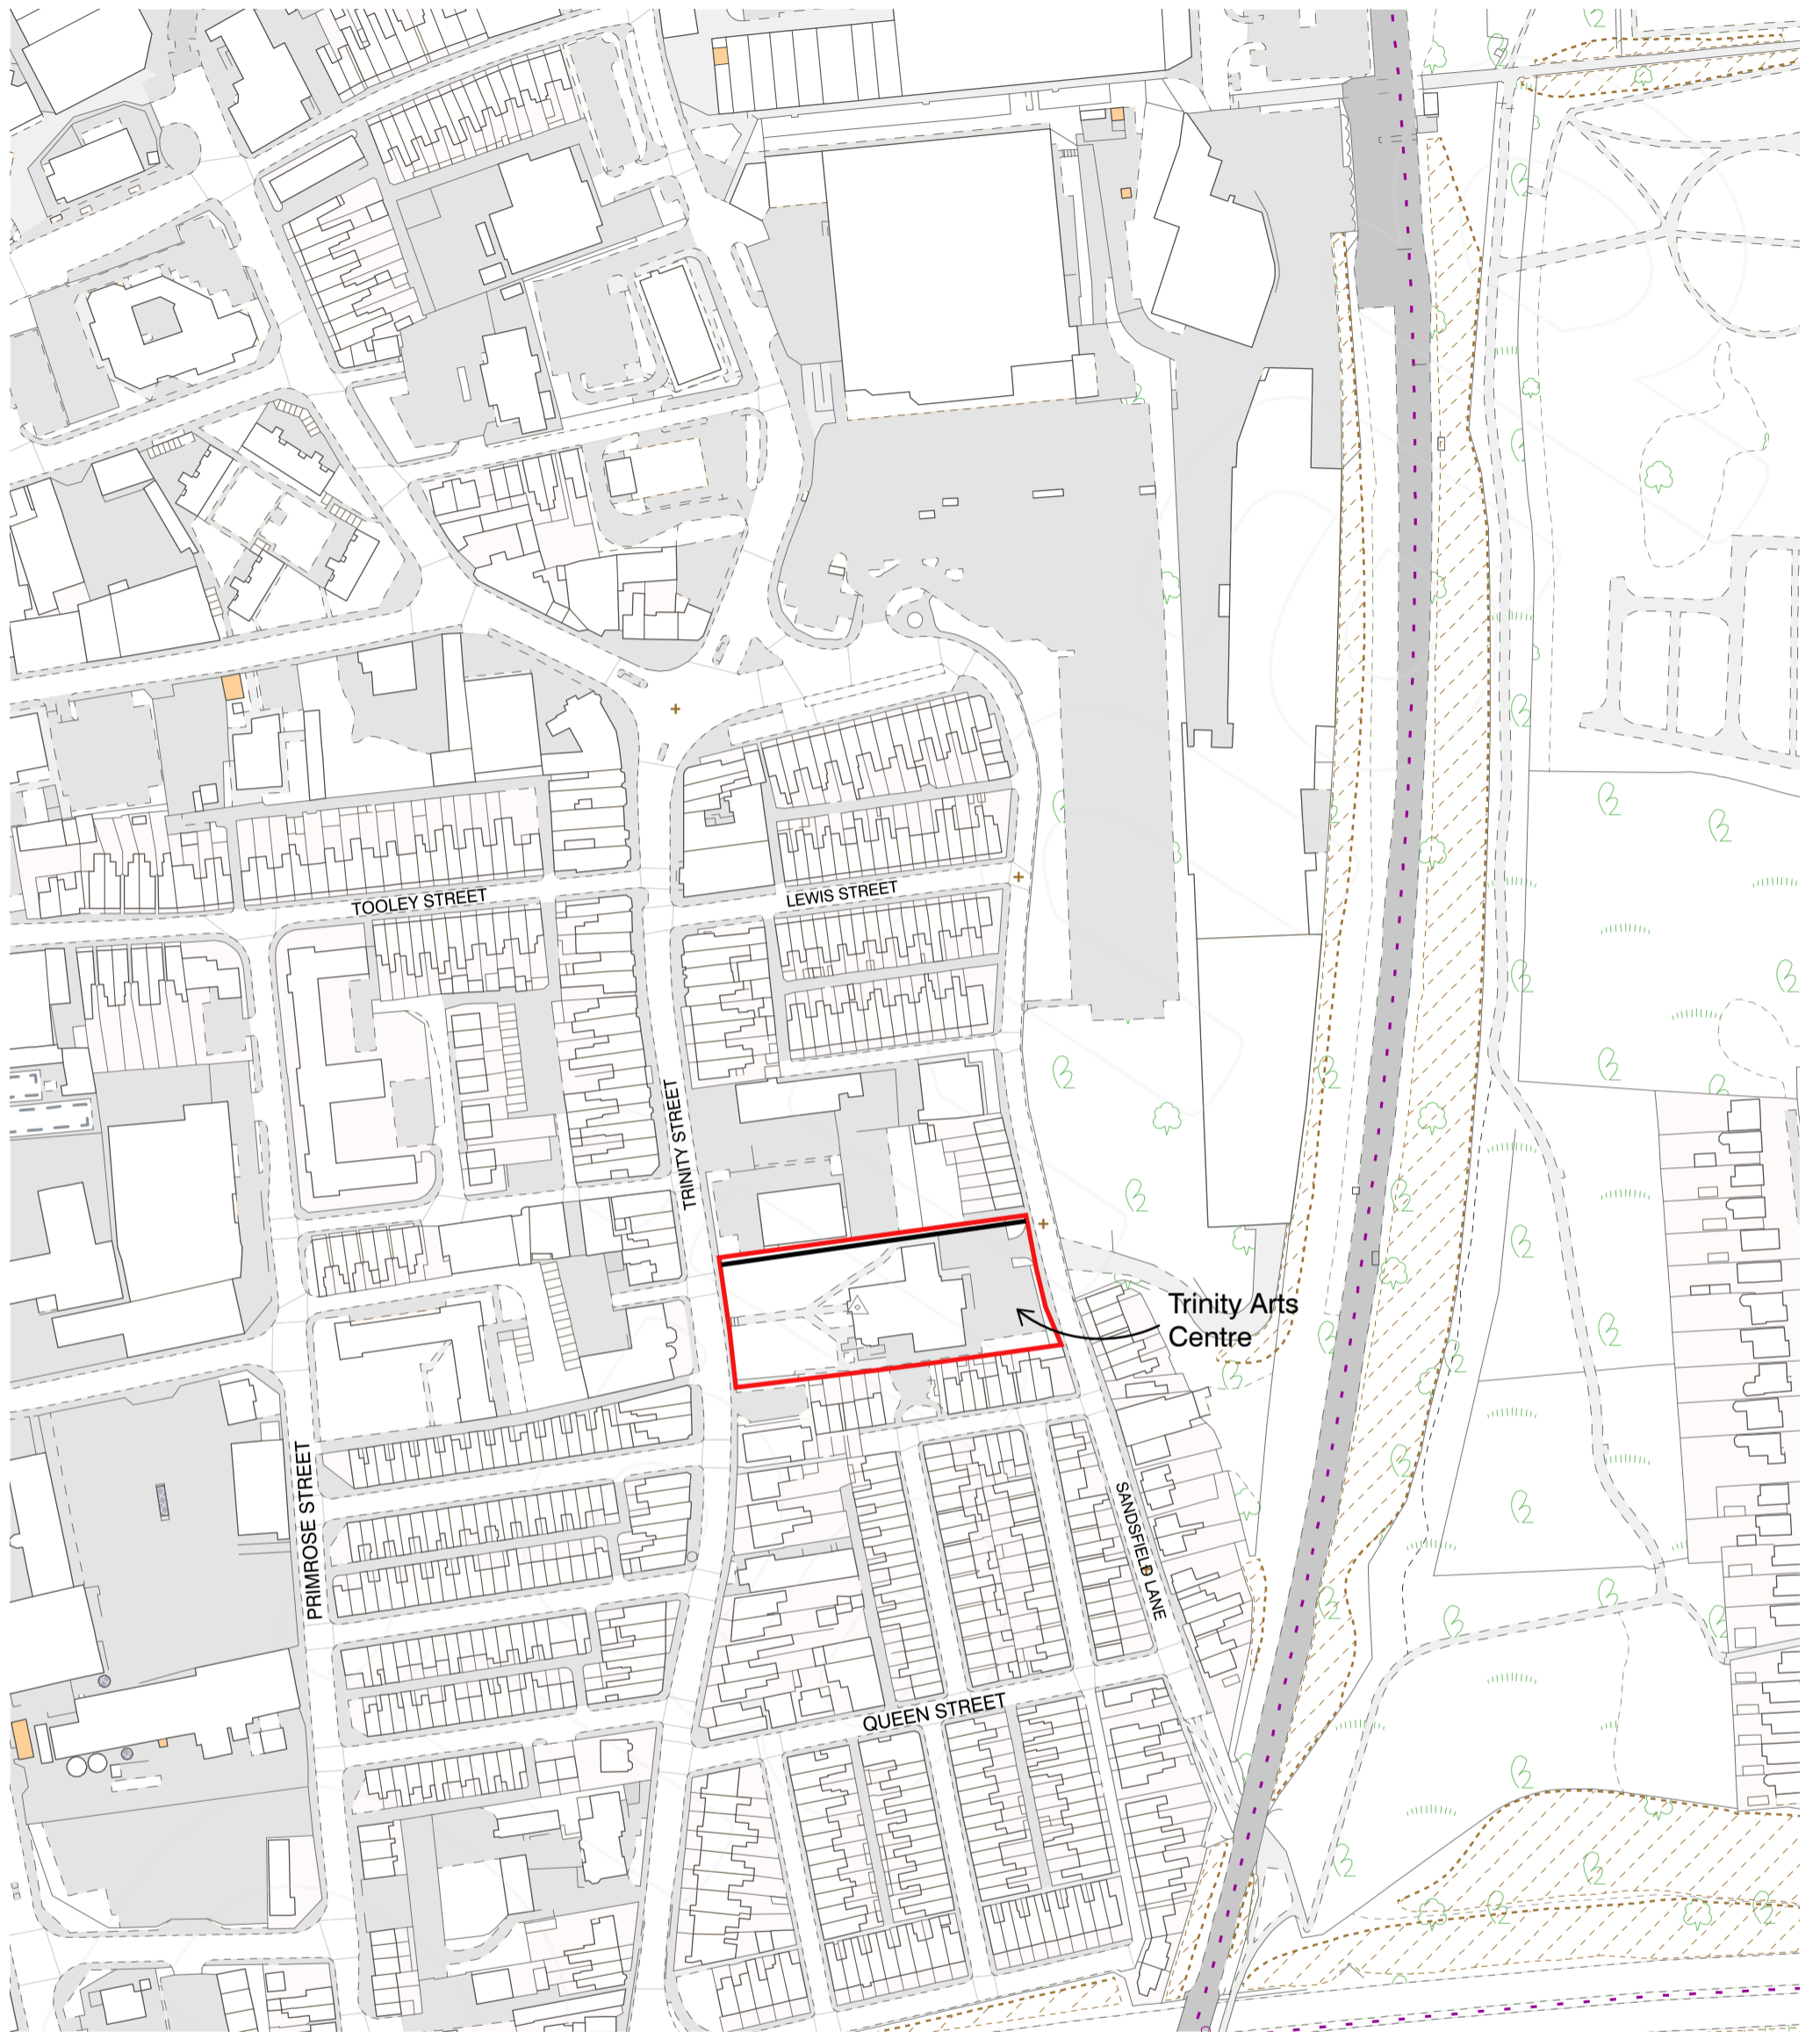 TOOLEY STREET
LEWIS STREET
TRINITY STREET
Trinity Arts
Centre
PRIMROSE STREET
SANDSFIELD LANE
QUEEN STREET